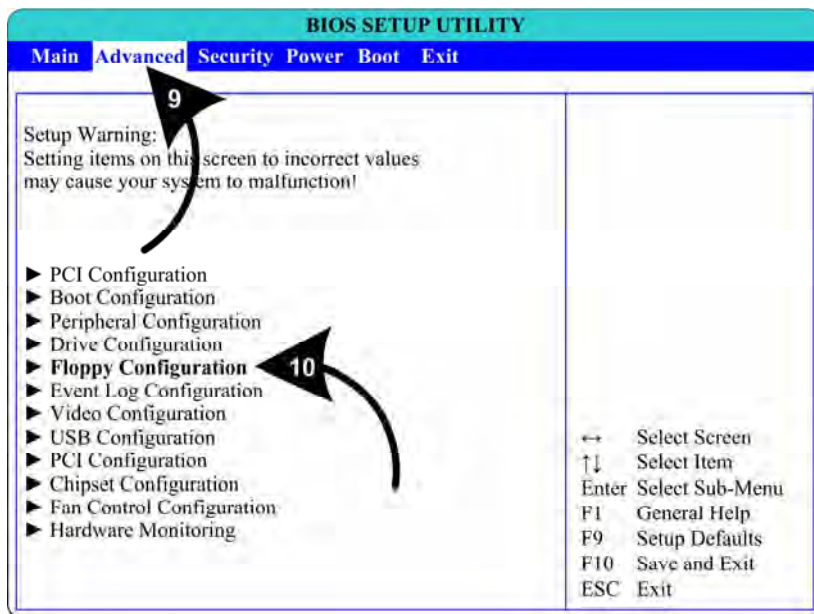 BIOS SETUP UTILITY
Main Advanced Security Power Boot Exit
9
Setup Warning:
Setting items on this screen to incorrect values
may cause your system to malfunction!
► PCI Configuration
► Boot Configuration
► Peripheral Configuration
► Drive Configuration
► Floppy Configuration
10
► Event Log Configuration
► Video Configuration
► USB Configuration
► PCI Configuration
► Chipset Configuration
► Fan Control Configuration
► Hardware Monitoring
↔ Select Screen
↑↓ Select Item
Enter Select Sub-Menu
F1 General Help
F9 Setup Defaults
F10 Save and Exit
ESC Exit